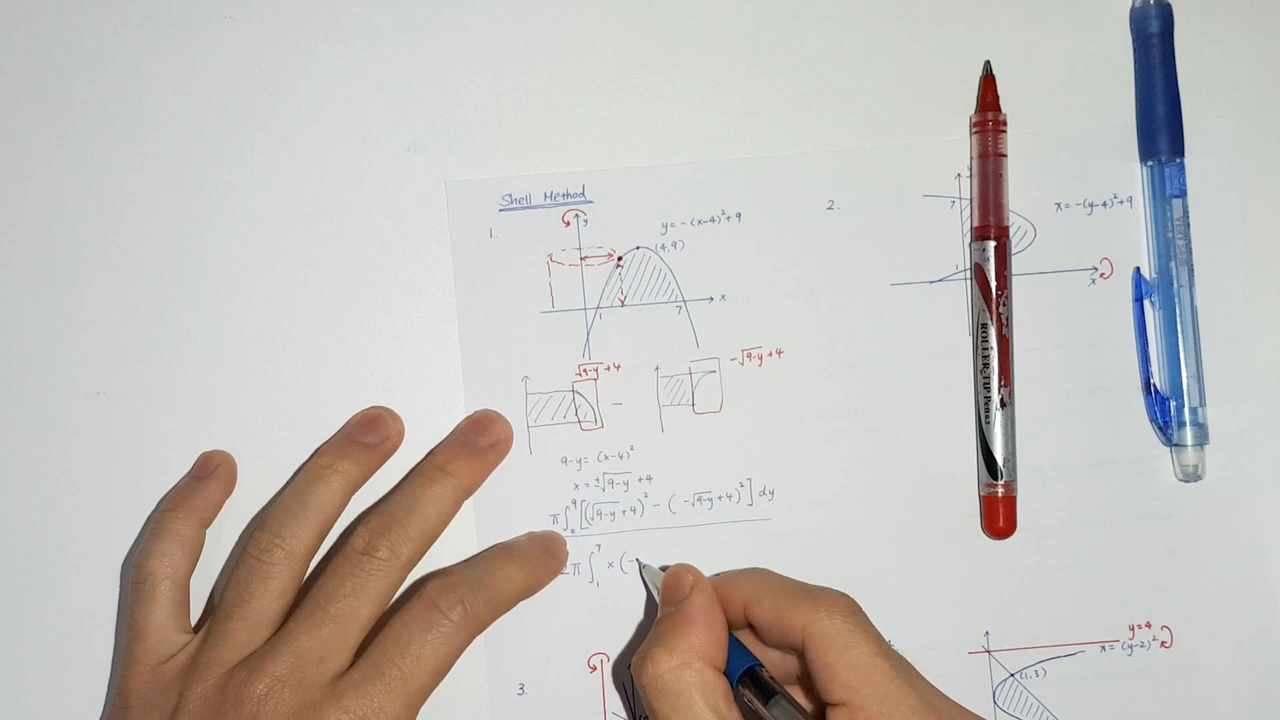 Shell Method
1.
y
y = -(x-4)²+9
(4,9)
1
7
x
√9-y +4
-
-√9-y +4
9-y = (x-4)²
x = ±√9-y +4
π∫₀⁹ [(√9-y +4)² - (-√9-y +4)²] dy
2π ∫₁⁷ x (-
2.
7
x = -(y-4)²+9
1
x
3.
y=4
x = (y-2)²
(1,3)
ROLLER-TIP Penac